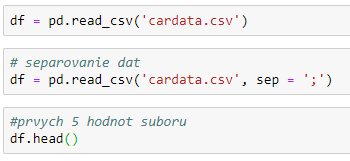 df = pd.read_csv('cardata.csv')
# separovanie dat
df = pd.read_csv('cardata.csv', sep = ';')
#prvych 5 hodnot suboru
df.head()